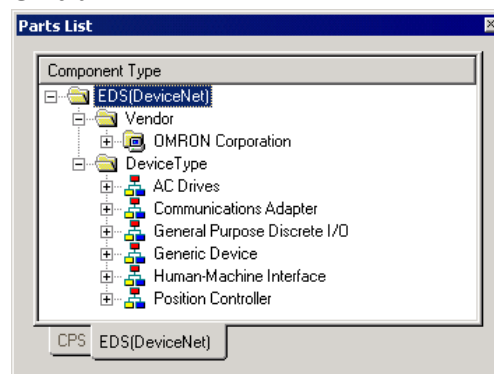 Parts List
Component Type
EDS(DeviceNet)
Vendor
OMRON Corporation
DeviceType
AC Drives
Communications Adapter
General Purpose Discrete I/O
Generic Device
Human-Machine Interface
Position Controller
CPS EDS(DeviceNet)